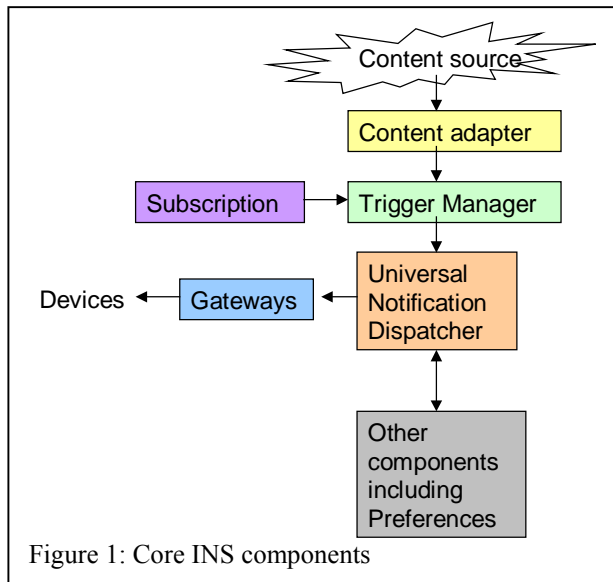 Content source
Content adapter
Subscription
Trigger Manager
Devices
Gateways
Universal
Notification
Dispatcher
Other
components
including
Preferences
Figure 1: Core INS components